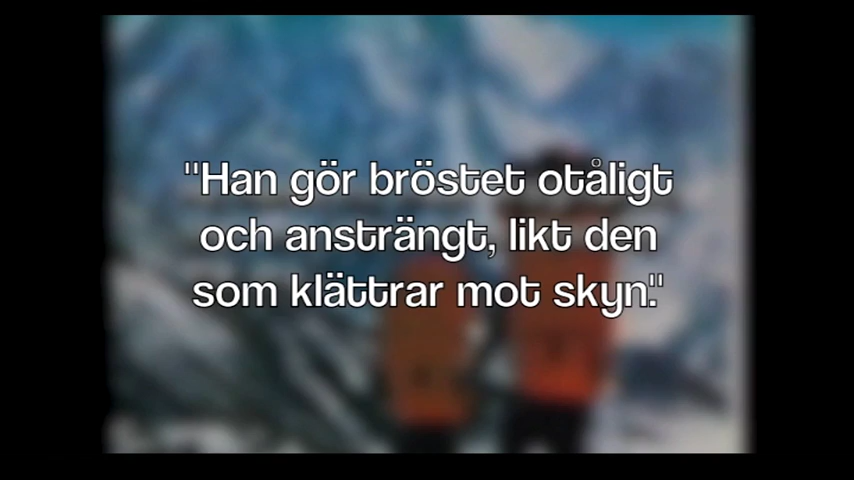 "Han gör bröstet otåligt
och ansträngt, likt den
som klättrar mot skyn."